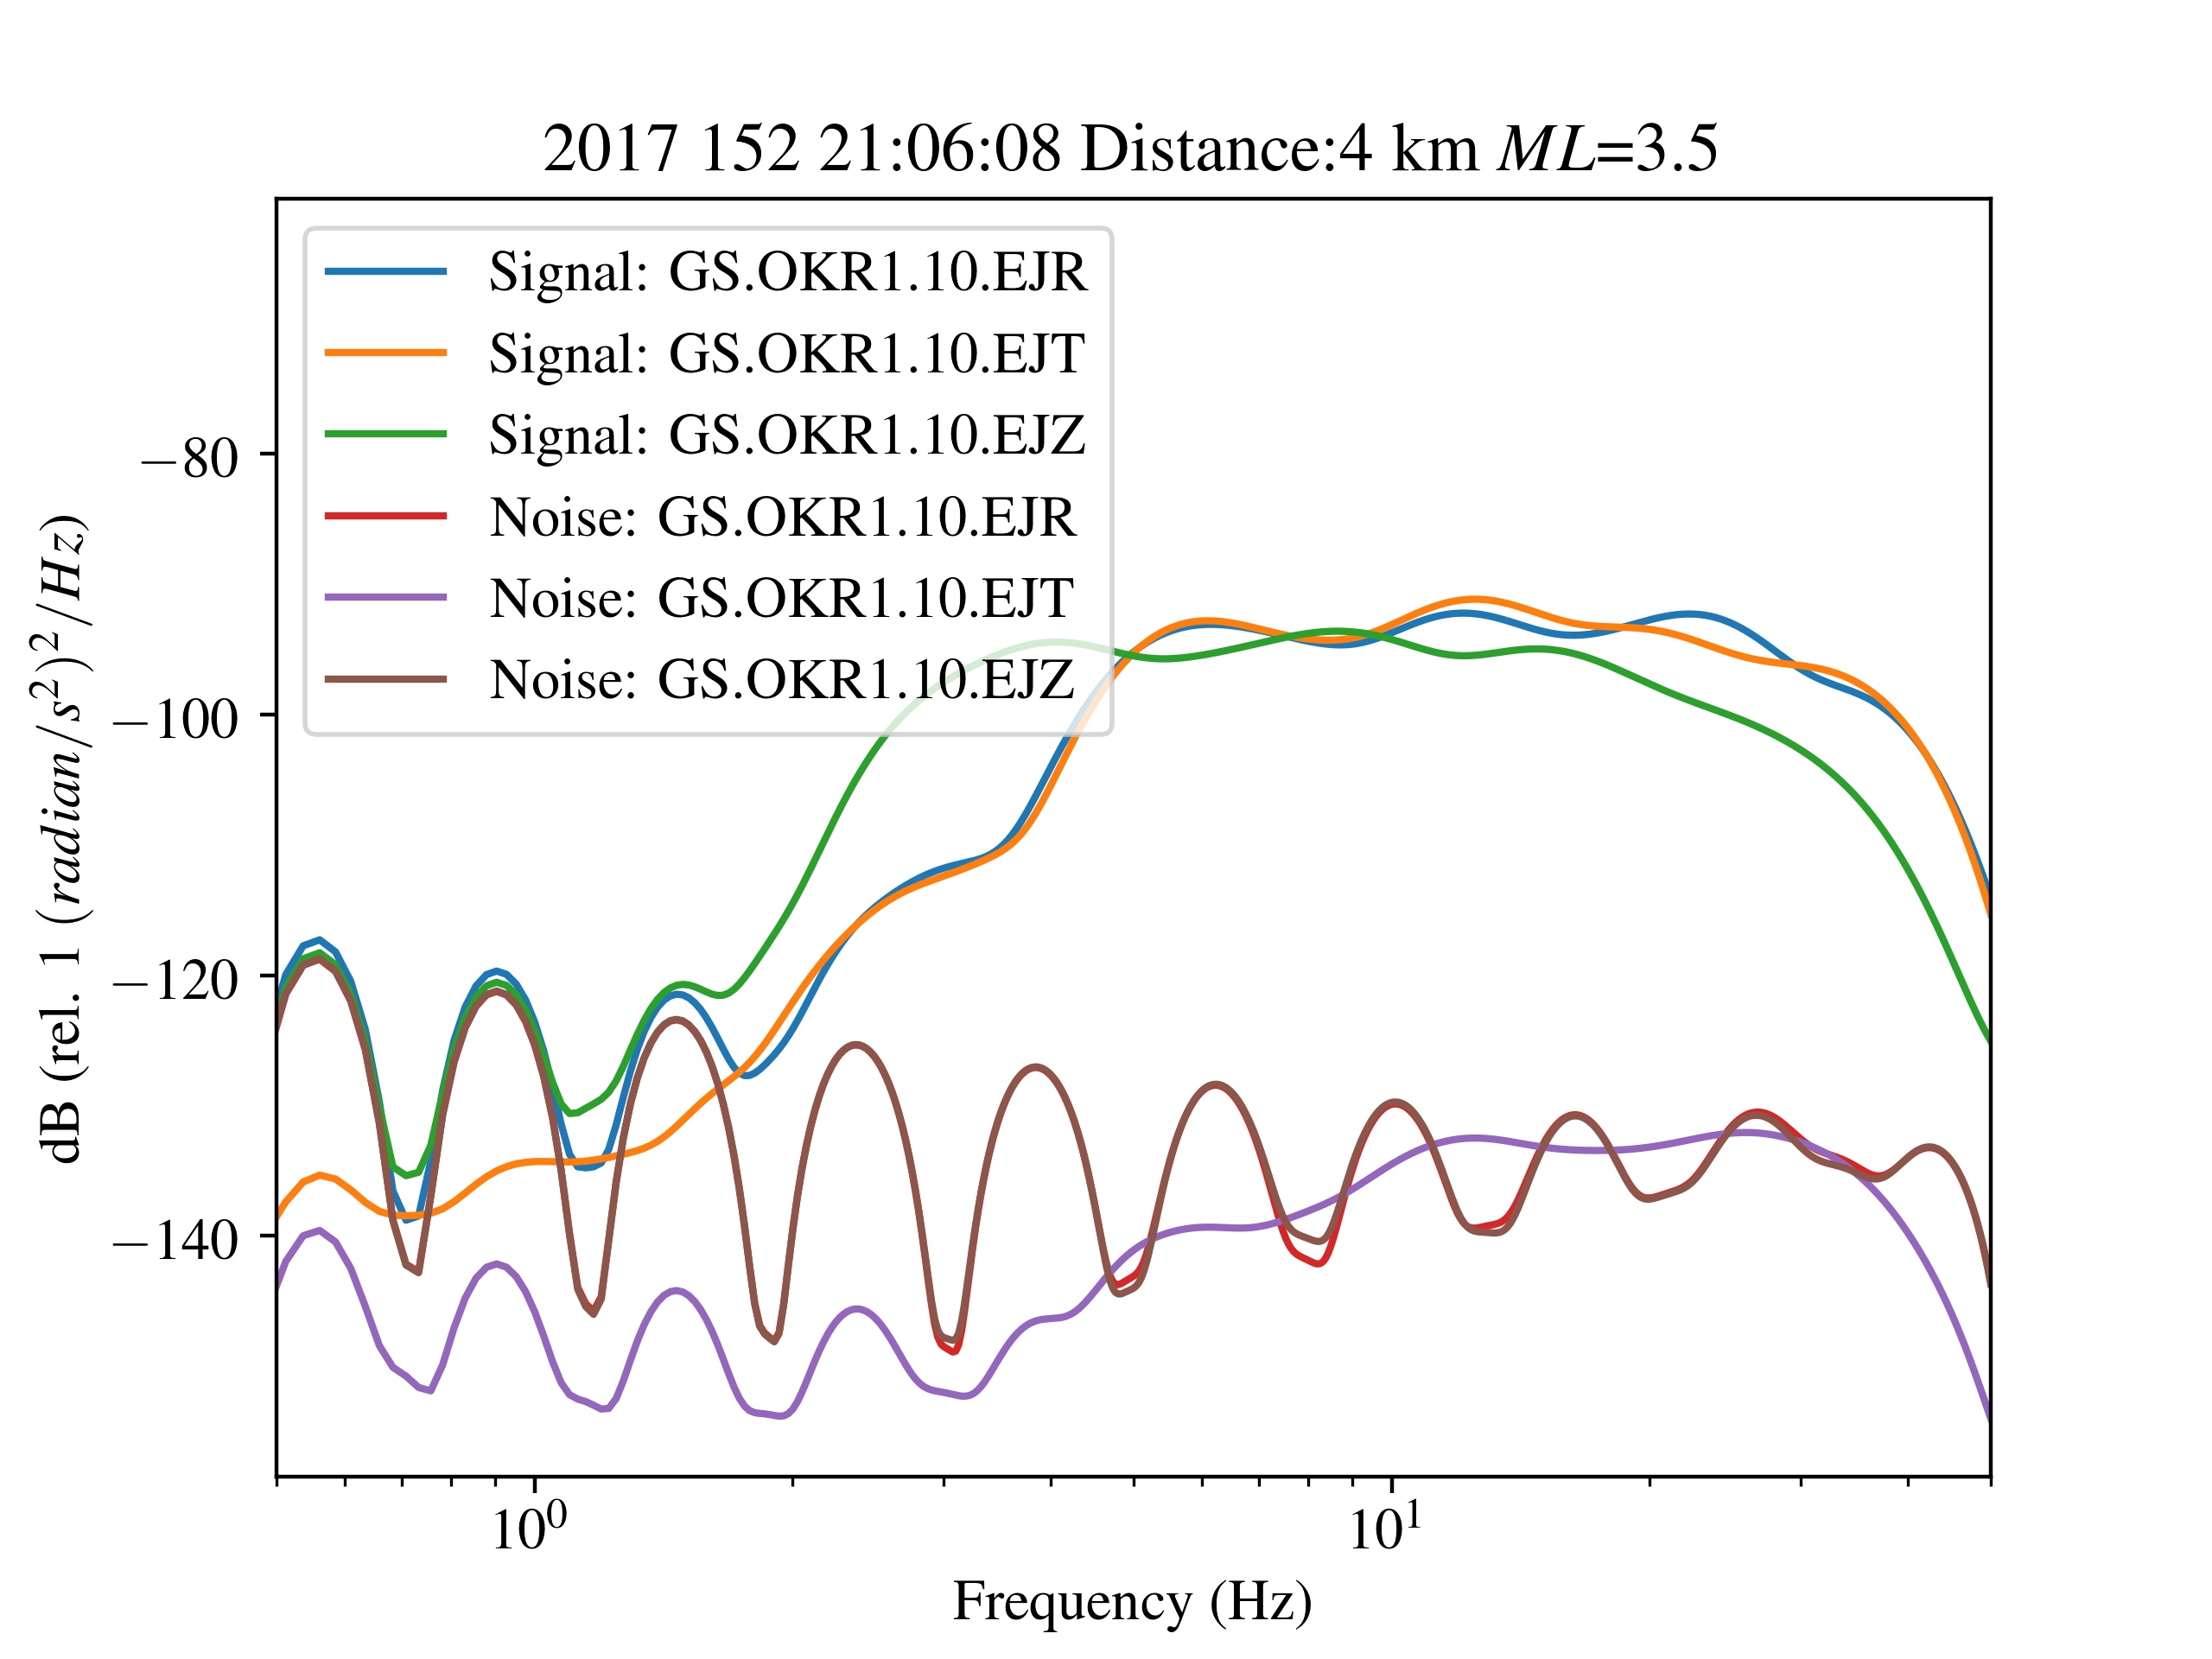 2017 152 21:06:08 Distance:4 km ML=3.5
Signal: GS.OKR1.10.EJR
Signal: GS.OKR1.10.EJT
Signal: GS.OKR1.10.EJZ
Noise: GS.OKR1.10.EJR
Noise: GS.OKR1.10.EJT
Noise: GS.OKR1.10.EJZ
−80
−100
−120
−140
dB (rel. 1 (radian/s²)²/Hz)
10⁰ 10¹
Frequency (Hz)